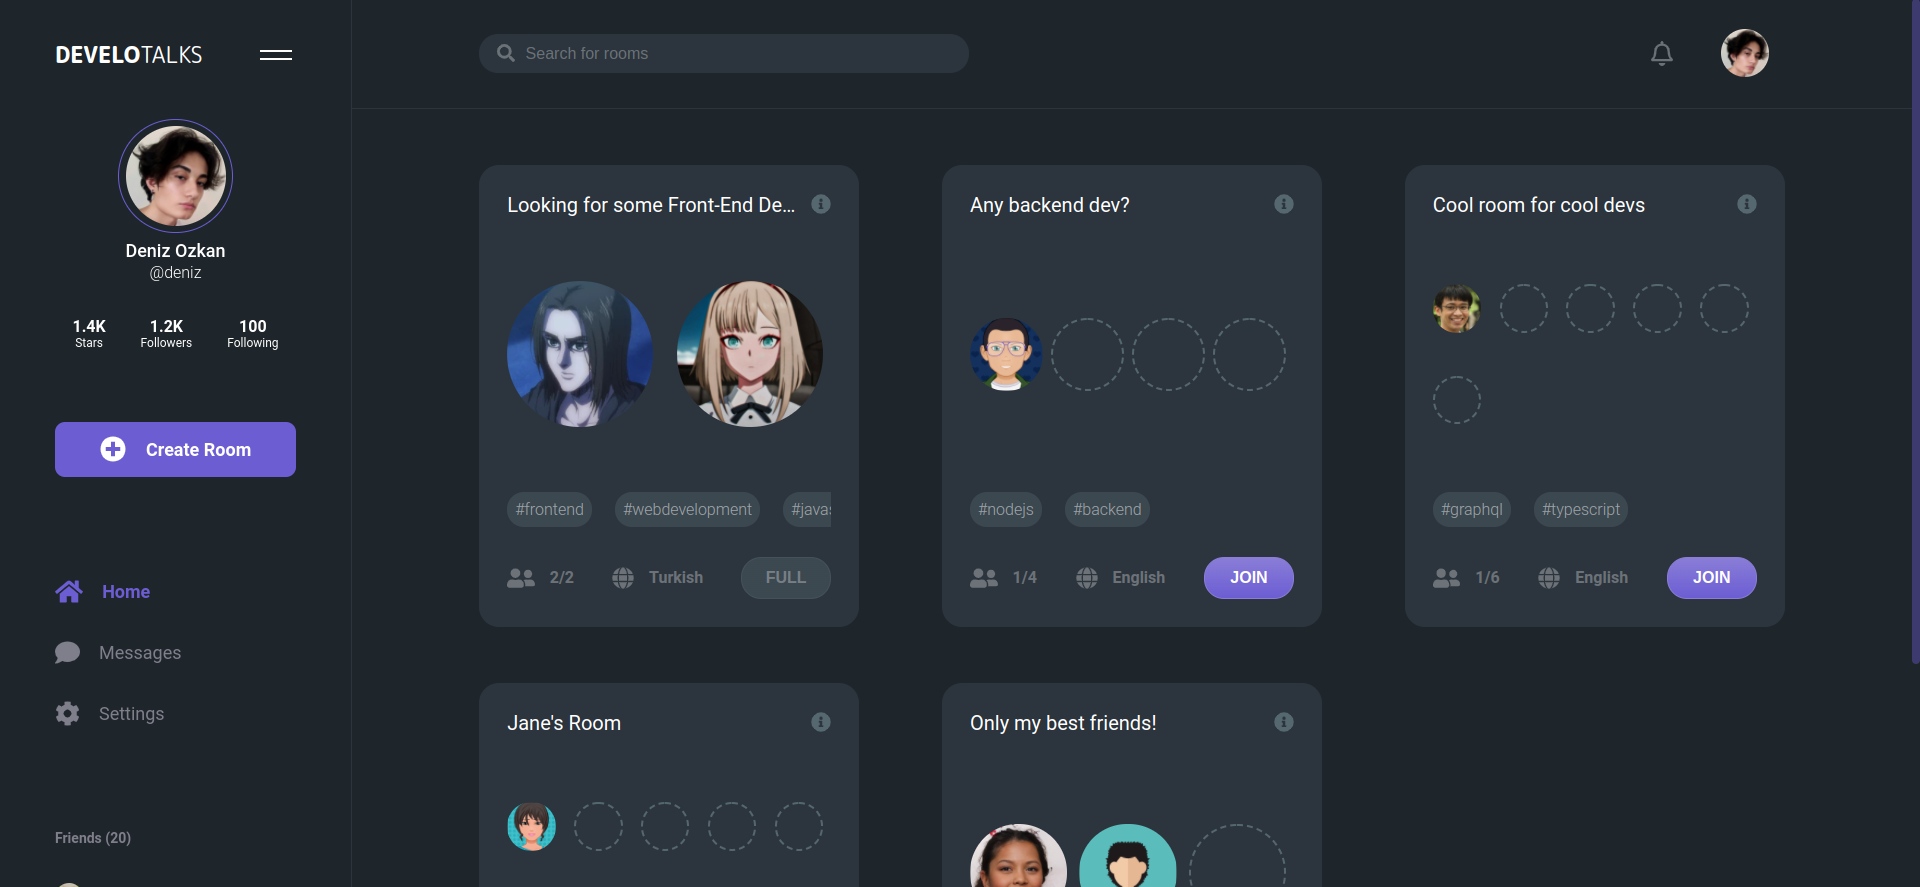 DEVELOTALKS
Search for rooms
Deniz Ozkan
@deniz
1.4K
Stars
1.2K
Followers
100
Following
Create Room
Home
Messages
Settings
Friends (20)
Looking for some Front-End De...
#frontend #webdevelopment #javas
2/2 Turkish FULL
Any backend dev?
#nodejs #backend
1/4 English JOIN
Cool room for cool devs
#graphql #typescript
1/6 English JOIN
Jane's Room
Only my best friends!